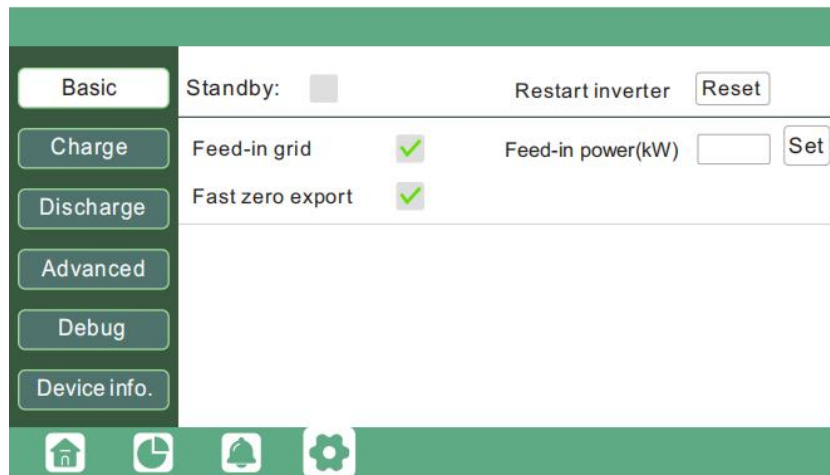 Basic
Standby:
Restart inverter
Reset
Charge
Feed-in grid
Feed-in power(kW)
Set
Discharge
Fast zero export
Advanced
Debug
Device info.